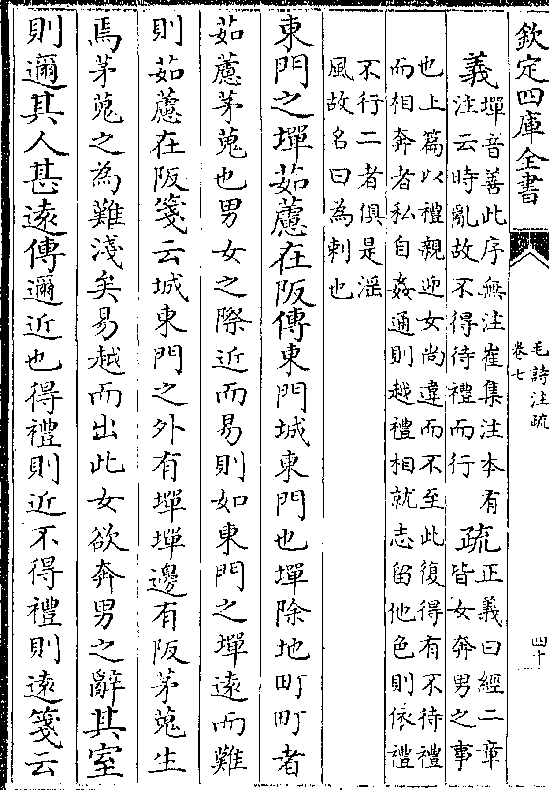 欽定四庫全書
毛詩注疏
卷七
四十
義
墠音善此序無注崔集注本有
注云時亂故不得待禮而行
疏
正義曰經二章
皆女奔男之事
也上篇以禮親迎女尚違而不至此復得有不待禮
而相奔者私自姦通則越禮相就志留他色則依禮
不行二者俱是淫
風故名曰為刺也
東門之墠茹藘在阪傳東門城東門也墠除地町町者
茹藘茅蒐也男女之際近而易則如東門之墠遠而難
則茹藘在阪箋云城東門之外有墠墠邊有阪茅蒐生
焉茅蒐之為難淺矣易越而出此女欲奔男之辭其室
則邇其人甚遠傳邇近也得禮則近不得禮則遠箋云